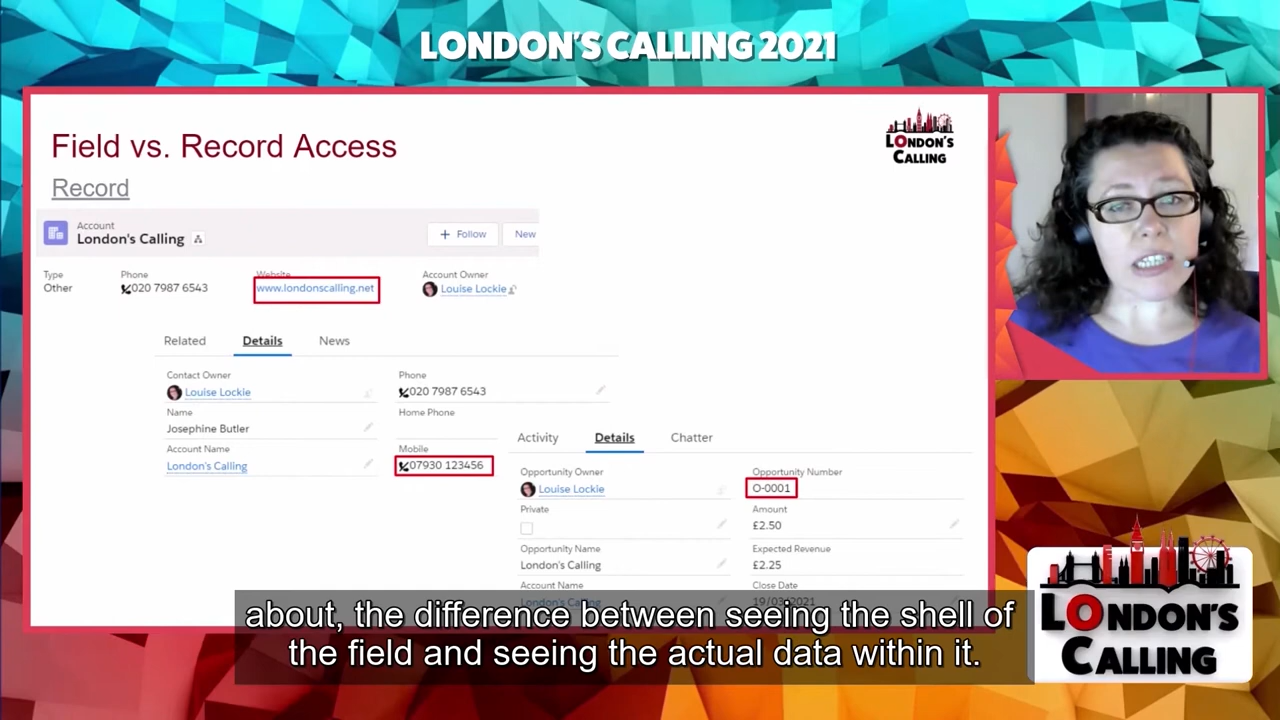 LONDON'S CALLING 2021
Field vs. Record Access
LONDON'S
CALLING
Record
Account
London's Calling
+ Follow
New
Type
Phone
Website
Account Owner
Other
020 7987 6543
www.londonscalling.net
Louise Lockie
Related
Details
News
Contact Owner
Louise Lockie
Phone
020 7987 6543
Name
Josephine Butler
Home Phone
Account Name
London's Calling
Mobile
07930 123456
Activity
Details
Chatter
Opportunity Owner
Louise Lockie
Opportunity Number
O-0001
Private
Amount
£2.50
Opportunity Name
London's Calling
Expected Revenue
£2.25
Account Name
London's Calling
Close Date
19/03/2021
about, the difference between seeing the shell of
the field and seeing the actual data within it.
LONDON'S
CALLING